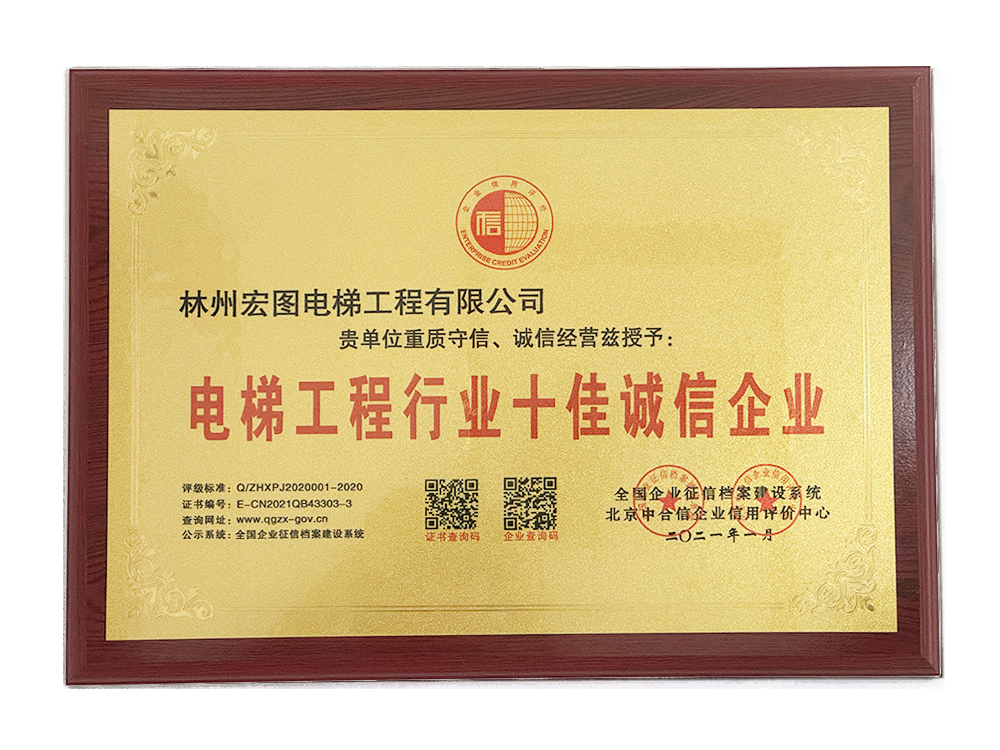 企业信用评价
信
ENTERPRISE CREDIT EVALUATION
林州宏图电梯工程有限公司
贵单位重质守信、诚信经营兹授予：
电梯工程行业十佳诚信企业
评级标准：Q/ZHXPJ2020001-2020
证书编号：E-CN2021QB43303-3
查询网址：www.qgzx-gov.cn
公示系统：全国企业征信档案建设系统
证书查询码
企业查询码
全国企业征信档案建设系统
北京中合信企业信用评价中心
二〇二一年一月